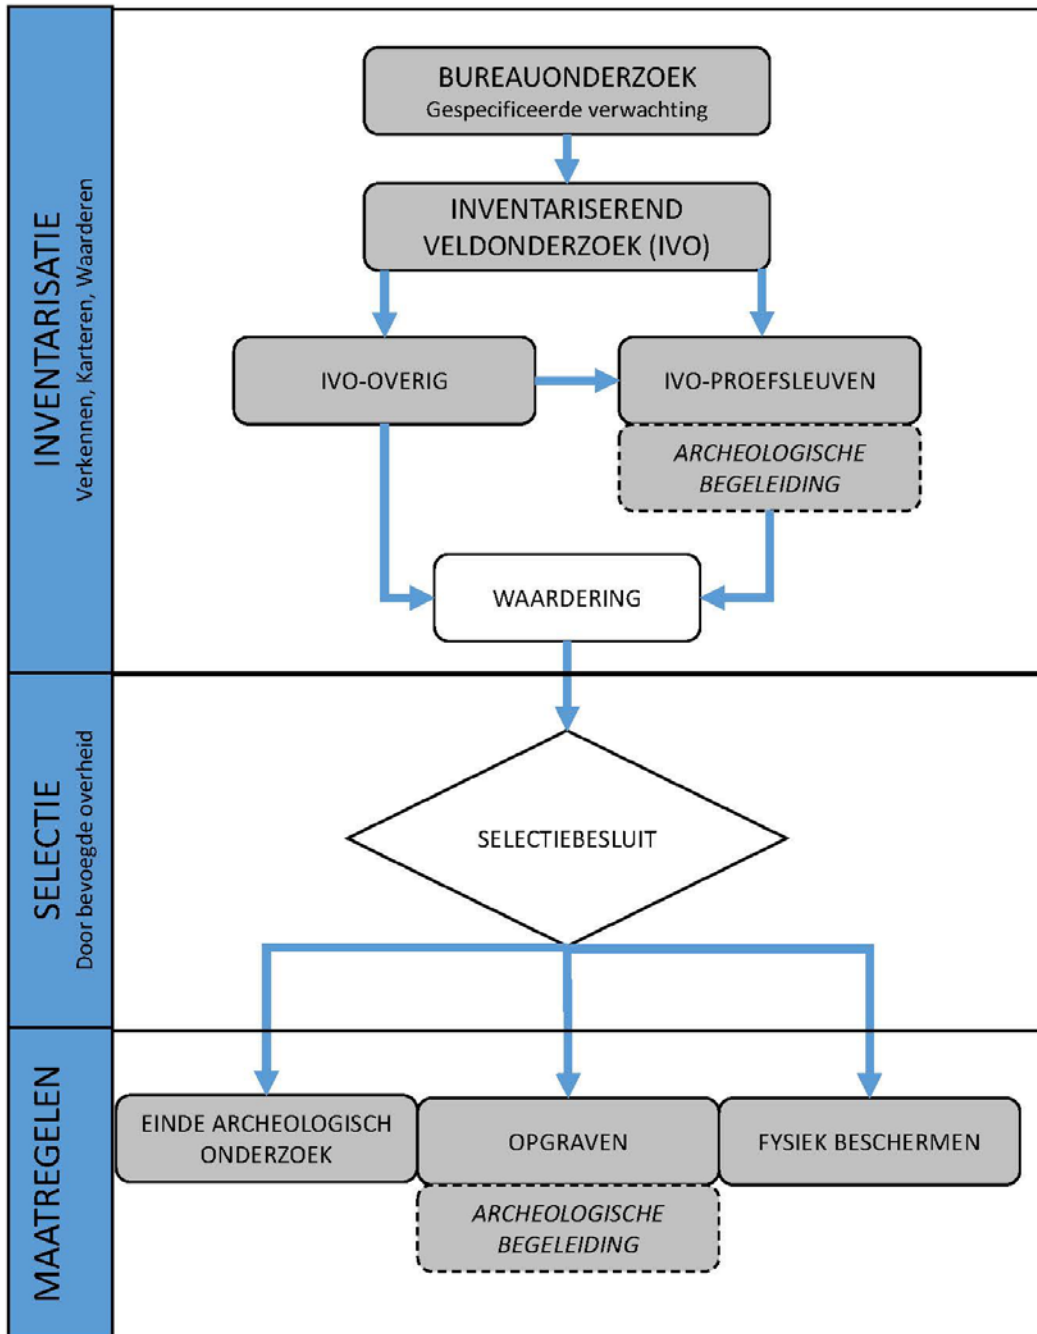 INVENTARISATIE
Verkennen, Karteren, Waarderen
BUREAUONDERZOEK
Gespecificeerde verwachting
INVENTARISEREND
VELDONDERZOEK (IVO)
IVO-OVERIG
IVO-PROEFSLEUVEN
ARCHEOLOGISCHE
BEGELEIDING
WAARDERING
SELECTIE
Door bevoegde overheid
SELECTIEBESLUIT
MAATREGELEN
EINDE ARCHEOLOGISCH
ONDERZOEK
OPGRAVEN
ARCHEOLOGISCHE
BEGELEIDING
FYSIEK BESCHERMEN